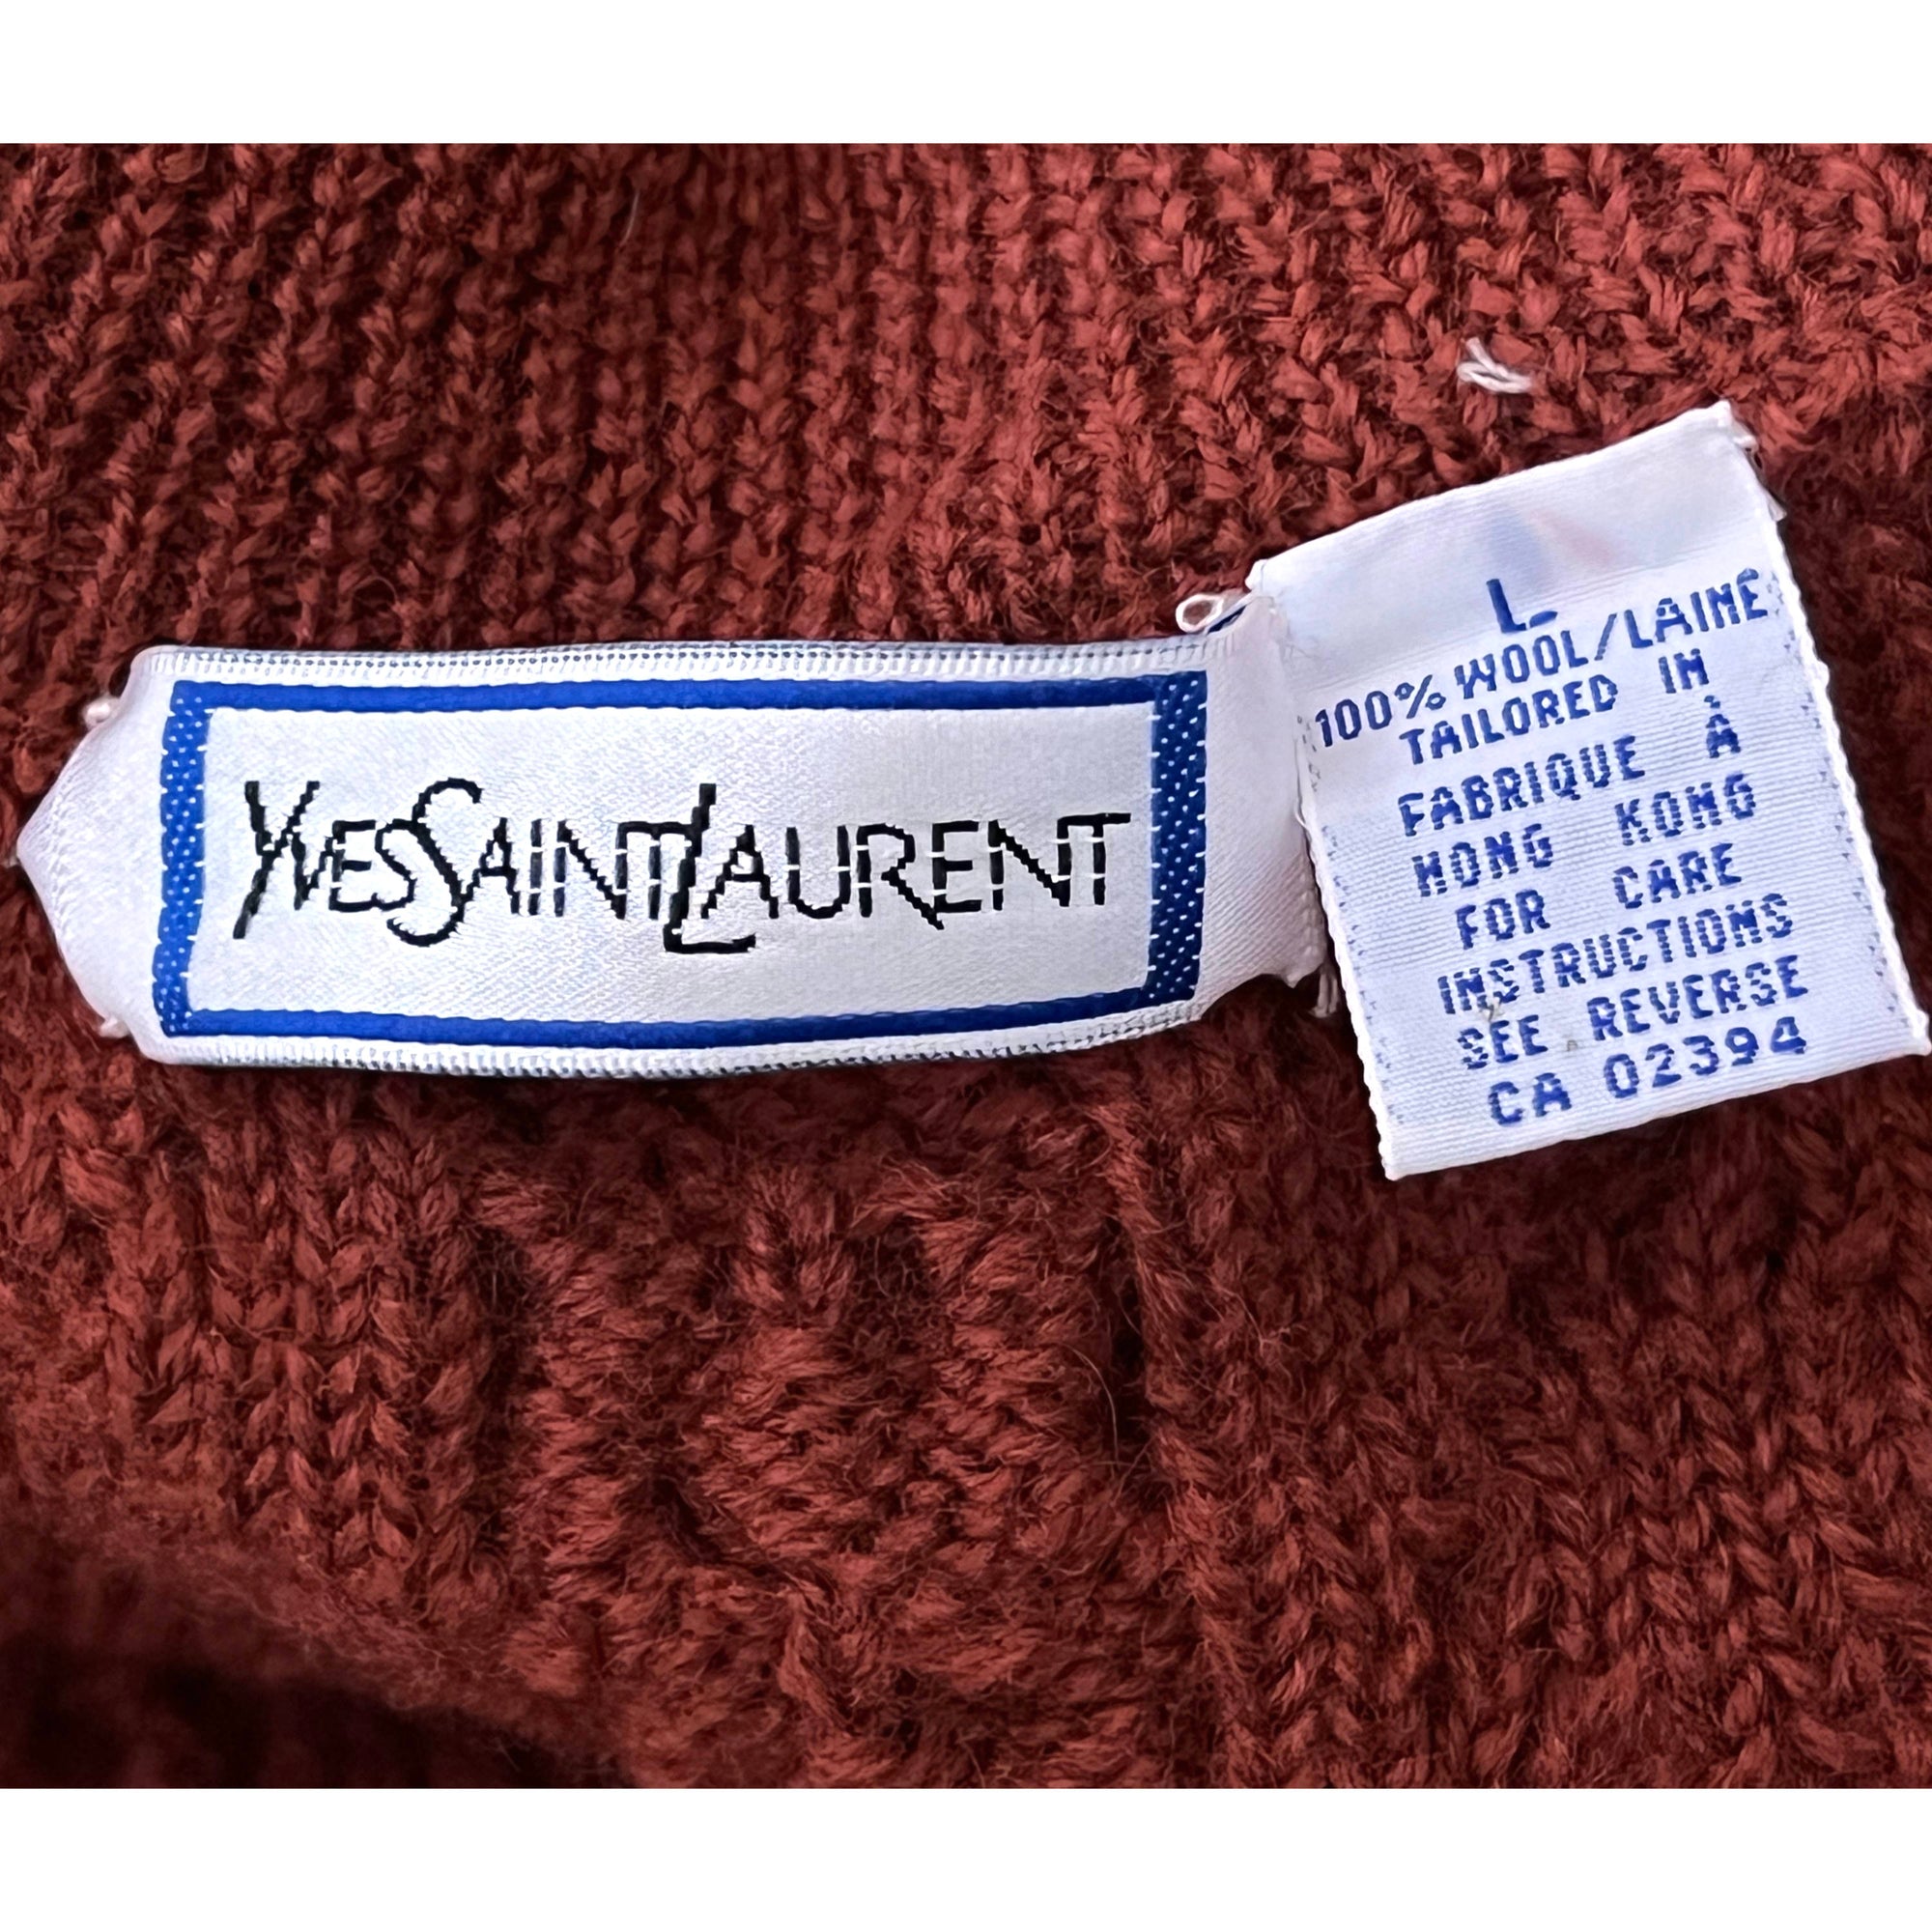 YVESSAINTLAURENT
L
100% WOOL/LAINE
TAILORED IN
FABRIQUE À
HONG KONG
FOR CARE
INSTRUCTIONS
SEE REVERSE
CA 02394